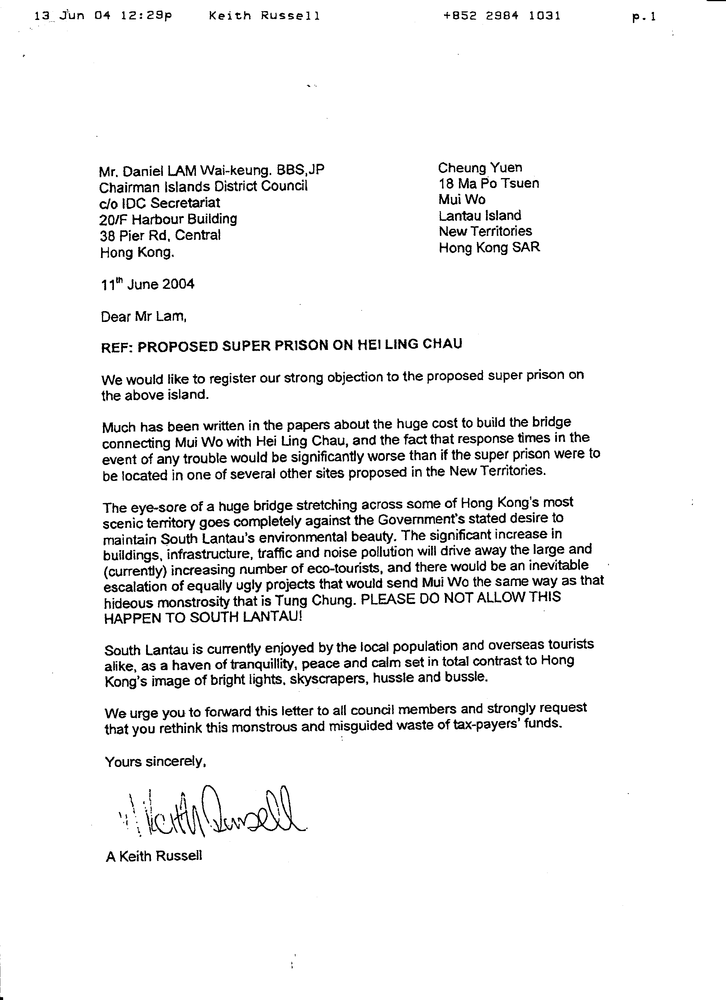 13 Jun 04 12:29p Keith Russell +852 2984 1031 p.1
Mr. Daniel LAM Wai-keung. BBS,JP
Chairman Islands District Council
c/o IDC Secretariat
20/F Harbour Building
38 Pier Rd, Central
Hong Kong.
Cheung Yuen
18 Ma Po Tsuen
Mui Wo
Lantau Island
New Territories
Hong Kong SAR
11th June 2004
Dear Mr Lam,
REF: PROPOSED SUPER PRISON ON HEI LING CHAU
We would like to register our strong objection to the proposed super prison on
the above island.
Much has been written in the papers about the huge cost to build the bridge
connecting Mui Wo with Hei Ling Chau, and the fact that response times in the
event of any trouble would be significantly worse than if the super prison were to
be located in one of several other sites proposed in the New Territories.
The eye-sore of a huge bridge stretching across some of Hong Kong's most
scenic territory goes completely against the Government's stated desire to
maintain South Lantau's environmental beauty. The significant increase in
buildings, infrastructure, traffic and noise pollution will drive away the large and
(currently) increasing number of eco-tourists, and there would be an inevitable
escalation of equally ugly projects that would send Mui Wo the same way as that
hideous monstrosity that is Tung Chung. PLEASE DO NOT ALLOW THIS
HAPPEN TO SOUTH LANTAU!
South Lantau is currently enjoyed by the local population and overseas tourists
alike, as a haven of tranquillity, peace and calm set in total contrast to Hong
Kong's image of bright lights, skyscrapers, hussle and bussle.
We urge you to forward this letter to all council members and strongly request
that you rethink this monstrous and misguided waste of tax-payers' funds.
Yours sincerely,
Keith Russell
A Keith Russell